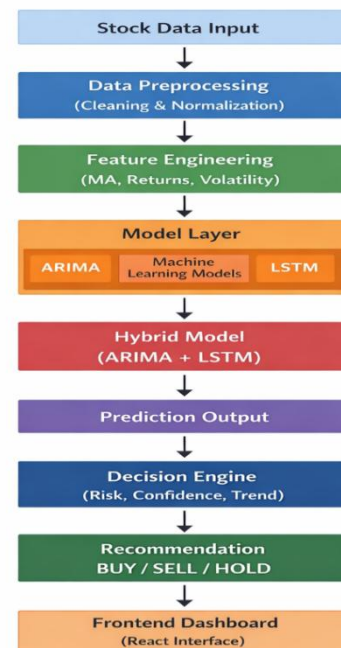 Stock Data Input
Data Preprocessing
(Cleaning & Normalization)
Feature Engineering
(MA, Returns, Volatility)
Model Layer
ARIMA
Machine
Learning Models
LSTM
Hybrid Model
(ARIMA + LSTM)
Prediction Output
Decision Engine
(Risk, Confidence, Trend)
Recommendation
BUY / SELL / HOLD
Frontend Dashboard
(React Interface)